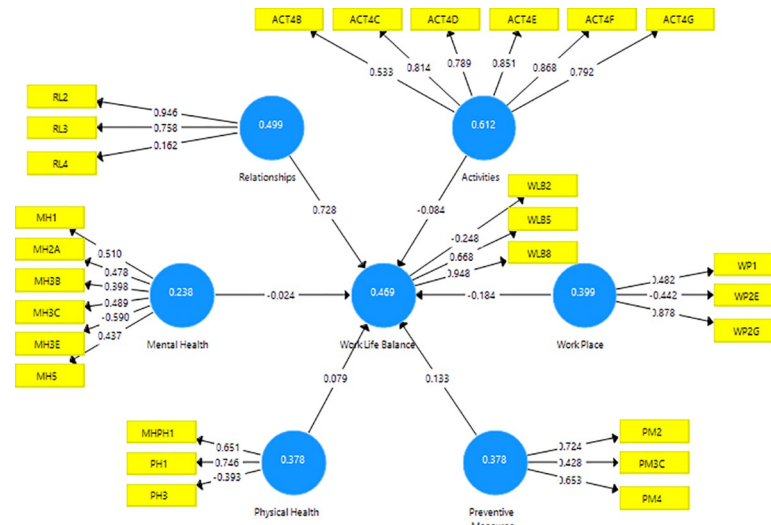 ACT4B ACT4C ACT4D ACT4E ACT4F ACT4G
0.533 0.814 0.789 0.851 0.868 0.792
RL2
RL3
RL4
0.946
0.758
0.162
0.499
Relationships
0.612
Activities
0.728
-0.084
WLB2
WLB5
WLB8
-0.248
0.668
0.948
MH1
MH2A
MH3B
MH3C
MH3E
MH5
0.510
0.478
0.398
0.489
-0.590
0.437
0.238
Mental Health
-0.024
0.469
Work Life Balance
-0.184
0.399
Work Place
0.482
-0.442
0.878
WP1
WP2E
WP2G
0.079
0.133
MHPH1
PH1
PH3
0.651
0.746
-0.393
0.378
Physical Health
0.378
Preventive
0.724
0.428
0.653
PM2
PM3C
PM4